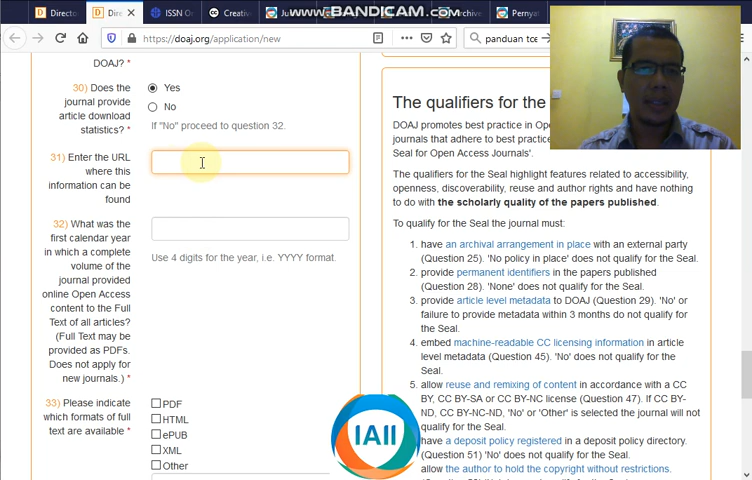 Directo
Dire
ISSN O
Creativ
Ju
www.BANDICAM.com
rchive
Pernyat
https://doaj.org/application/new
panduan tce
DOAJ? *
30) Does the
journal provide
article download
statistics? *
Yes
No
If "No" proceed to question 32.
31) Enter the URL
where this
information can be
found
32) What was the
first calendar year
in which a complete
volume of the
journal provided
online Open Access
content to the Full
Text of all articles?
(Full Text may be
provided as PDFs.
Does not apply for
new journals.) *
Use 4 digits for the year, i.e. YYYY format.
33) Please indicate
which formats of full
text are available *
PDF
HTML
ePUB
XML
Other
The qualifiers for the
DOAJ promotes best practice in Ope
journals that adhere to best practice
Seal for Open Access Journals'.
The qualifiers for the Seal highlight features related to accessibility,
openness, discoverability, reuse and author rights and have nothing
to do with the scholarly quality of the papers published.
To qualify for the Seal the journal must:
1. have an archival arrangement in place with an external party
(Question 25). 'No policy in place' does not qualify for the Seal.
2. provide permanent identifiers in the papers published
(Question 28). 'None' does not qualify for the Seal.
3. provide article level metadata to DOAJ (Question 29). 'No' or
failure to provide metadata within 3 months do not qualify for
the Seal.
4. embed machine-readable CC licensing information in article
level metadata (Question 45). 'No' does not qualify for the Seal.
5. allow reuse and remixing of content in accordance with a CC
BY, CC BY-SA or CC BY-NC license (Question 47). If CC BY-
ND, CC BY-NC-ND, 'No' or 'Other' is selected the journal will not
qualify for the Seal.
have a deposit policy registered in a deposit policy directory.
(Question 51) 'No' does not qualify for the Seal.
allow the author to hold the copyright without restrictions.
IAII